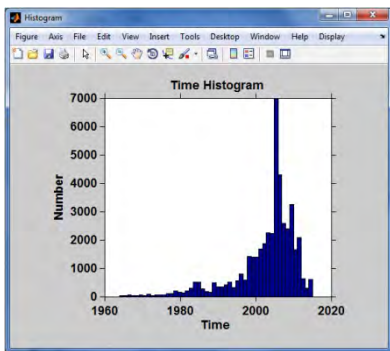 Histogram
Figure Axis File Edit View Insert Tools Desktop Window Help Display
Time Histogram
7000
6000
5000
4000
3000
2000
1000
0
Number
1960 1980 2000 2020
Time